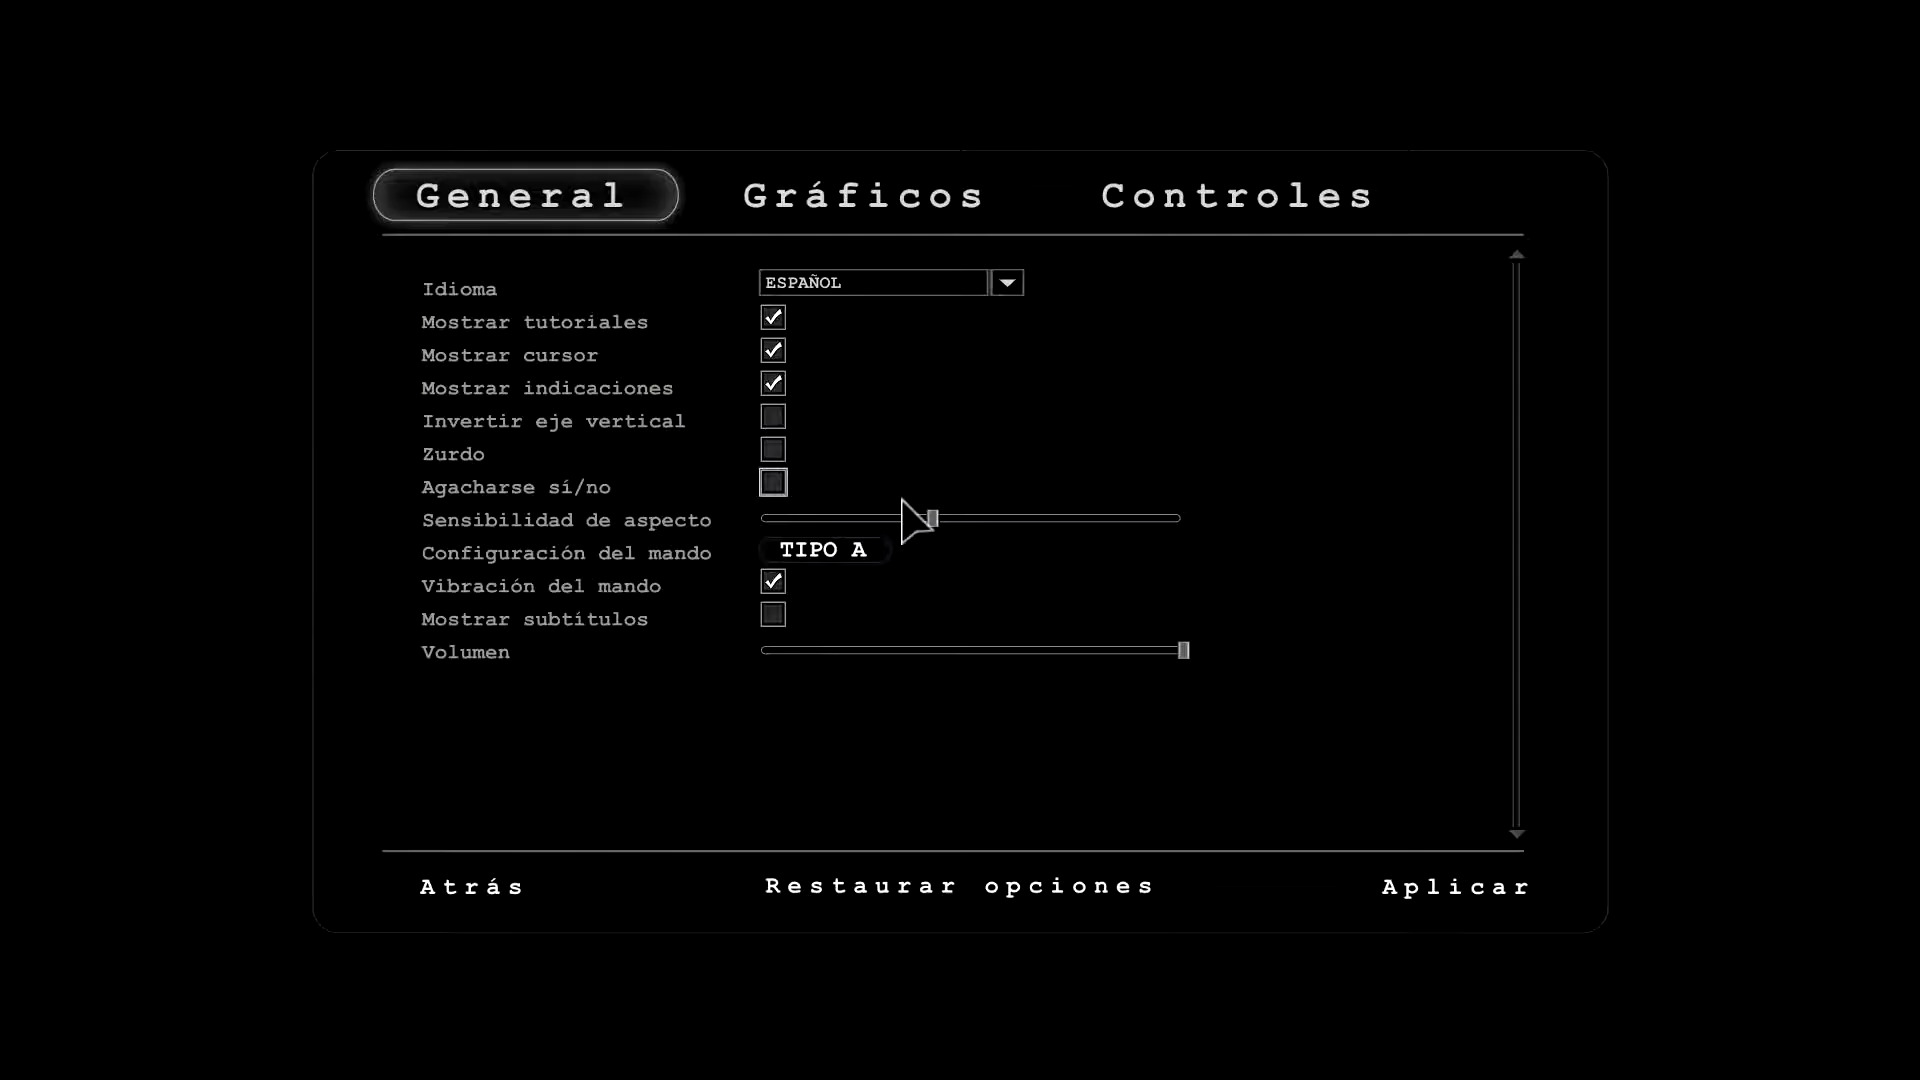 General Gráficos Controles
Idioma ESPAÑOL
Mostrar tutoriales
Mostrar cursor
Mostrar indicaciones
Invertir eje vertical
Zurdo
Agacharse sí/no
Sensibilidad de aspecto
Configuración del mando TIPO A
Vibración del mando
Mostrar subtítulos
Volumen
Atrás Restaurar opciones Aplicar